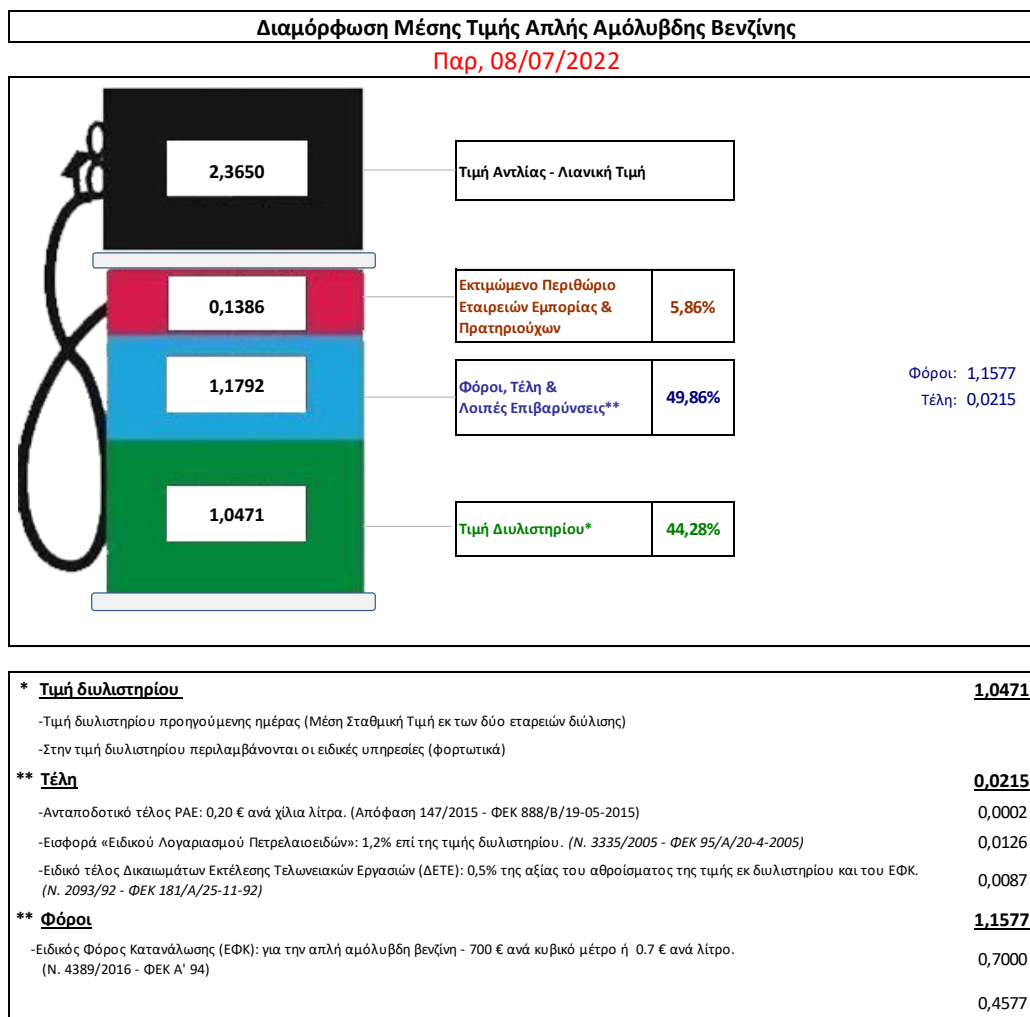 Διαμόρφωση Μέσης Τιμής Απλής Αμόλυβδης Βενζίνης
Παρ, 08/07/2022
2,3650
Τιμή Αντλίας - Λιανική Τιμή
0,1386
Εκτιμώμενο Περιθώριο
Εταιρειών Εμπορίας &
Πρατηριούχων
5,86%
1,1792
Φόροι, Τέλη &
Λοιπές Επιβαρύνσεις**
49,86%
Φόροι: 1,1577
Τέλη: 0,0215
1,0471
Τιμή Διυλιστηρίου*
44,28%
* Τιμή διυλιστηρίου 1,0471
-Τιμή διυλιστηρίου προηγούμενης ημέρας (Μέση Σταθμική Τιμή εκ των δύο εταρειών διύλισης)
-Στην τιμή διυλιστηρίου περιλαμβάνονται οι ειδικές υπηρεσίες (φορτωτικά)
** Τέλη 0,0215
-Ανταποδοτικό τέλος ΡΑΕ: 0,20 € ανά χίλια λίτρα. (Απόφαση 147/2015 - ΦΕΚ 888/Β/19-05-2015) 0,0002
-Εισφορά «Ειδικού Λογαριασμού Πετρελαιοειδών»: 1,2% επί της τιμής διυλιστηρίου. (Ν. 3335/2005 - ΦΕΚ 95/Α/20-4-2005) 0,0126
-Ειδικό τέλος Δικαιωμάτων Εκτέλεσης Τελωνειακών Εργασιών (ΔΕΤΕ): 0,5% της αξίας του αθροίσματος της τιμής εκ διυλιστηρίου και του ΕΦΚ.
(Ν. 2093/92 - ΦΕΚ 181/Α/25-11-92) 0,0087
** Φόροι 1,1577
-Ειδικός Φόρος Κατανάλωσης (ΕΦΚ): για την απλή αμόλυβδη βενζίνη - 700 € ανά κυβικό μέτρο ή 0.7 € ανά λίτρο.
(Ν. 4389/2016 - ΦΕΚ Α' 94) 0,7000
0,4577